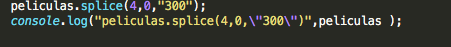 peliculas.splice(4,0,"300");
console.log("peliculas.splice(4,0,\"300\")",peliculas );